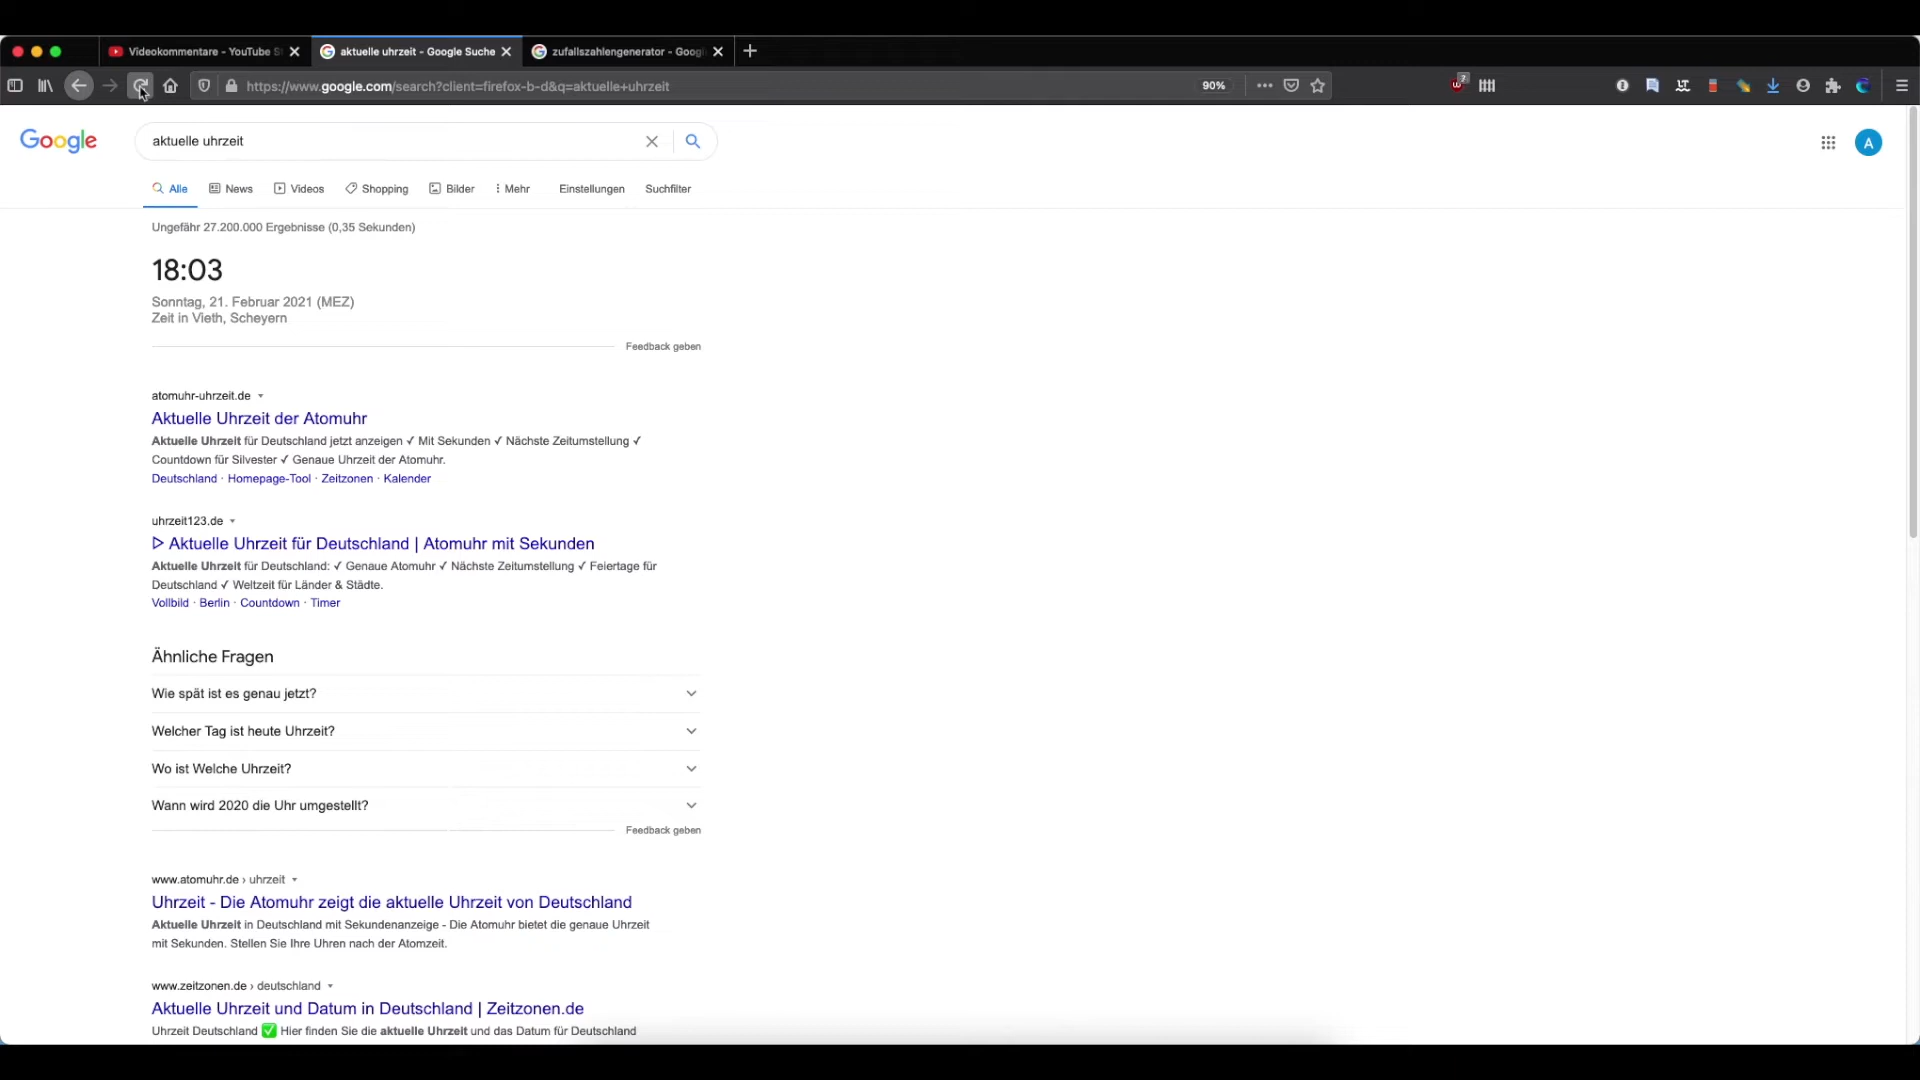 Videokommentare - YouTube S
aktuelle uhrzeit - Google Suche
zufallszahlengenerator - Googl
https://www.google.com/search?client=firefox-b-d&q=aktuelle+uhrzeit
90%
7
Google
aktuelle uhrzeit
A
Alle
News
Videos
Shopping
Bilder
Mehr
Einstellungen
Suchfilter
Ungefähr 27.200.000 Ergebnisse (0,35 Sekunden)
18:03
Sonntag, 21. Februar 2021 (MEZ)
Zeit in Vieth, Scheyern
Feedback geben
atomuhr-uhrzeit.de
Aktuelle Uhrzeit der Atomuhr
Aktuelle Uhrzeit für Deutschland jetzt anzeigen ✓ Mit Sekunden ✓ Nächste Zeitumstellung ✓
Countdown für Silvester ✓ Genaue Uhrzeit der Atomuhr.
Deutschland · Homepage-Tool · Zeitzonen · Kalender
uhrzeit123.de
▷ Aktuelle Uhrzeit für Deutschland | Atomuhr mit Sekunden
Aktuelle Uhrzeit für Deutschland: ✓ Genaue Atomuhr ✓ Nächste Zeitumstellung ✓ Feiertage für
Deutschland ✓ Weltzeit für Länder & Städte.
Vollbild · Berlin · Countdown · Timer
Ähnliche Fragen
Wie spät ist es genau jetzt?
Welcher Tag ist heute Uhrzeit?
Wo ist Welche Uhrzeit?
Wann wird 2020 die Uhr umgestellt?
Feedback geben
www.atomuhr.de › uhrzeit
Uhrzeit - Die Atomuhr zeigt die aktuelle Uhrzeit von Deutschland
Aktuelle Uhrzeit in Deutschland mit Sekundenanzeige - Die Atomuhr bietet die genaue Uhrzeit
mit Sekunden. Stellen Sie Ihre Uhren nach der Atomzeit.
www.zeitzonen.de › deutschland
Aktuelle Uhrzeit und Datum in Deutschland | Zeitzonen.de
Uhrzeit Deutschland ✅ Hier finden Sie die aktuelle Uhrzeit und das Datum für Deutschland